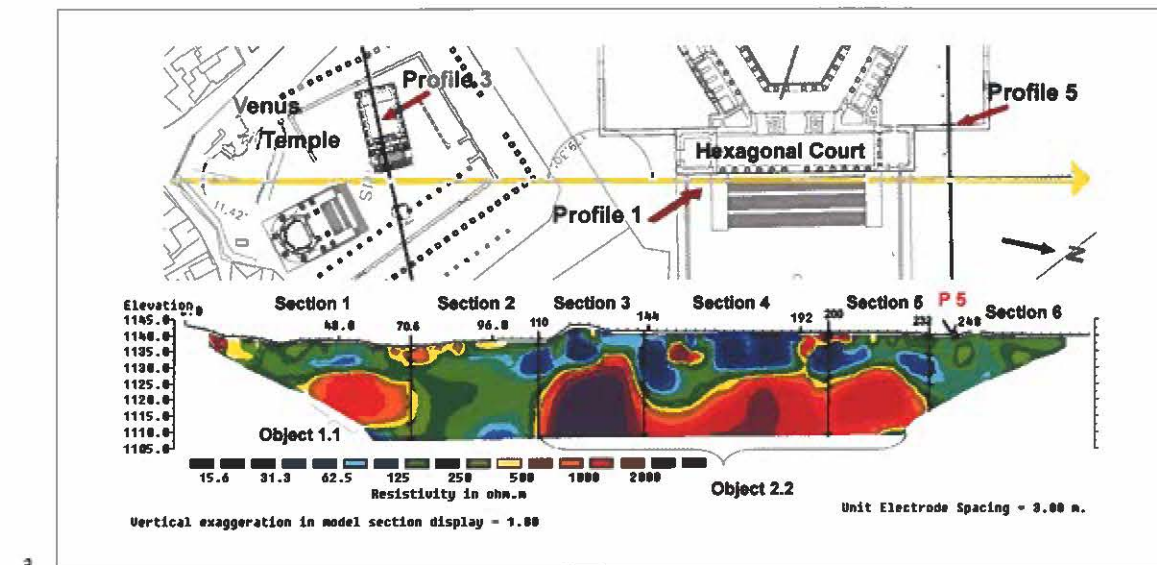 Profile 3
Venus
Temple
Profile 5
Hexagonal Court
11.42
Profile 1
N
Elevation
Section 1
Section 2
Section 3
Section 4
Section 5
P 5
Section 6
48.0
70.6
96.0
110
144
192
200
232
248
1145.0
1140.0
1135.0
1130.0
1125.0
1120.0
1115.0
1110.0
1105.0
Object 1.1
15.6 31.3 62.5 125 250 500 1000 2000
Resistivity in ohm.m
Object 2.2
Vertical exaggeration in model section display = 1.00
Unit Electrode Spacing = 3.00 m.